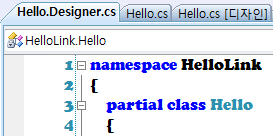 Hello.Designer.cs Hello.cs Hello.cs [디자인]
HelloLink.Hello
1 namespace HelloLink
2 {
3 partial class Hello
4 {